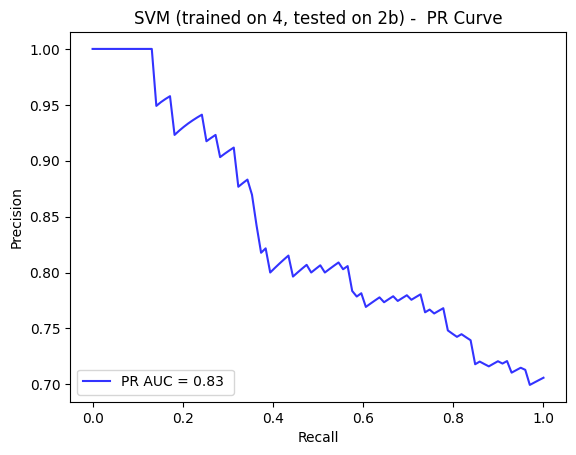 SVM (trained on 4, tested on 2b) -  PR Curve
Precision
1.00
0.95
0.90
0.85
0.80
0.75
0.70
PR AUC = 0.83
0.0 0.2 0.4 0.6 0.8 1.0
Recall